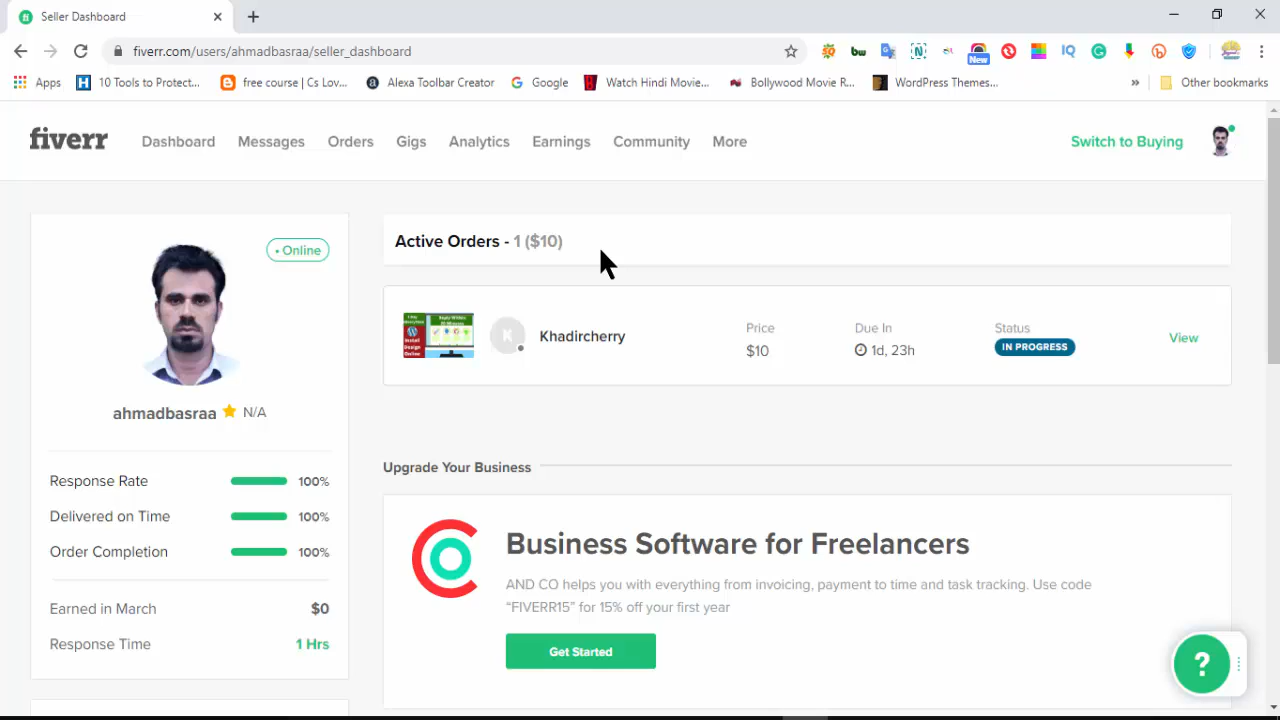 Seller Dashboard
fiverr.com/users/ahmadbasraa/seller_dashboard
bw
N
New
IQ
Apps
10 Tools to Protect...
free course | Cs Lov...
Alexa Toolbar Creator
Google
Watch Hindi Movie...
Bollywood Movie R...
WordPress Themes...
»
Other bookmarks
fiverr
Dashboard
Messages
Orders
Gigs
Analytics
Earnings
Community
More
Switch to Buying
• Online
ahmadbasraa ★ N/A
Response Rate 100%
Delivered on Time 100%
Order Completion 100%
Earned in March $0
Response Time 1 Hrs
Active Orders - 1 ($10)
K
Khadircherry
Price
$10
Due In
1d, 23h
Status
IN PROGRESS
View
Upgrade Your Business
Business Software for Freelancers
AND CO helps you with everything from invoicing, payment to time and task tracking. Use code
“FIVERR15” for 15% off your first year
Get Started
?